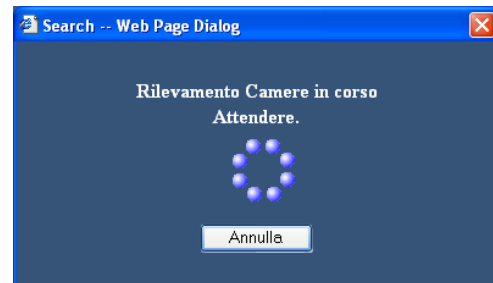 Search -- Web Page Dialog
Rilevamento Camere in corso
Attendere.
Annulla